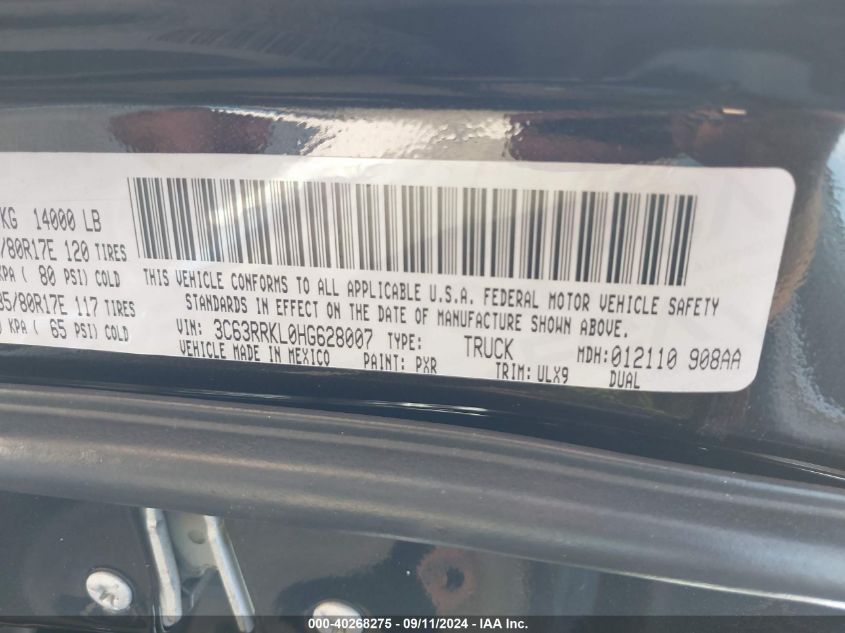 KG 14000 LB
/80R17E 120 TIRES
KPA ( 80 PSI) COLD
35/80R17E 117 TIRES
KPA ( 65 PSI) COLD
THIS VEHICLE CONFORMS TO ALL APPLICABLE U.S.A. FEDERAL MOTOR VEHICLE SAFETY
STANDARDS IN EFFECT ON THE DATE OF MANUFACTURE SHOWN ABOVE.
VIN: 3C63RRKL0HG628007 TYPE: TRUCK MDH:012110 908AA
VEHICLE MADE IN MEXICO PAINT: PXR TRIM: ULX9 DUAL
000-40268275 - 09/11/2024 - IAA Inc.